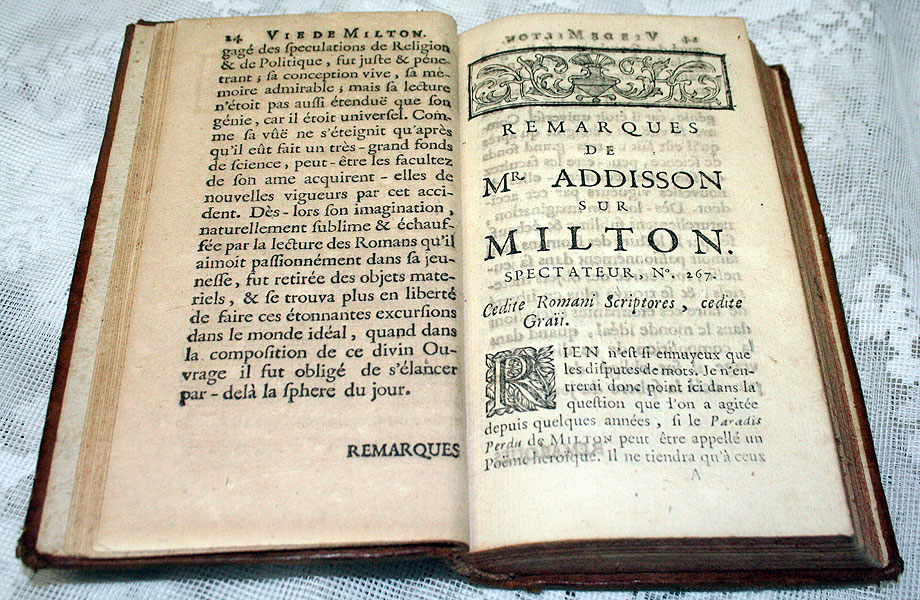 24 VIE DE MILTON.
gagé des ſpeculations de Religion
& de Politique, fut juſte & péne-
trant; ſa conception vive, ſa mé-
moire admirable; mais ſa lecture
n'étoit pas auſſi étenduë que ſon
génie, car il étoit univerſel. Com-
me ſa vûë ne s'éteignit qu'après
qu'il eût fait un très-grand fonds
de ſcience, peut-être les facultez
de ſon ame acquirent-elles de
nouvelles vigueurs par cet acci-
dent. Dès-lors ſon imagination,
naturellement ſublime & échauf-
fée par la lecture des Romans qu'il
aimoit paſſionnément dans ſa jeu-
neſſe, fut retirée des objets mate-
riels, & ſe trouva plus en liberté
de faire ces étonnantes excurſions
dans le monde idéal, quand dans
la compoſition de ce divin Ou-
vrage il fut obligé de s'élancer
par-delà la ſphere du jour.
REMARQUES
REMARQUES
DE
MR. ADDISSON
SUR
MILTON.
SPECTATEUR, No. 267.
Cedite Romani Scriptores, cedite
Graii.
RIEN n'eſt ſi ennuyeux que
les diſputes de mots. Je n'en-
trerai donc point ici dans la
queſtion que l'on a agitée
depuis quelques années, ſi le Paradis
Perdu de MILTON peut être appellé un
Poëme heroïque. Il ne tiendra qu'à ceux
A